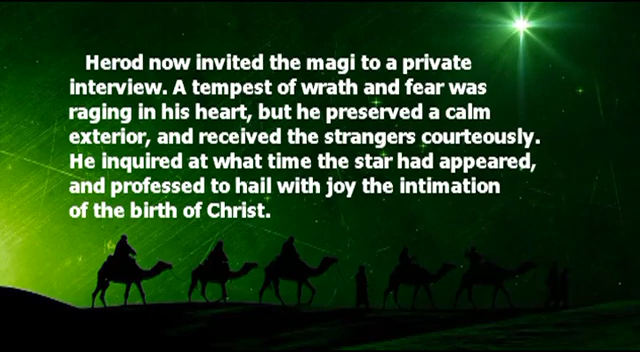 Herod now invited the magi to a private
interview. A tempest of wrath and fear was
raging in his heart, but he preserved a calm
exterior, and received the strangers courteously.
He inquired at what time the star had appeared,
and professed to hail with joy the intimation
of the birth of Christ.